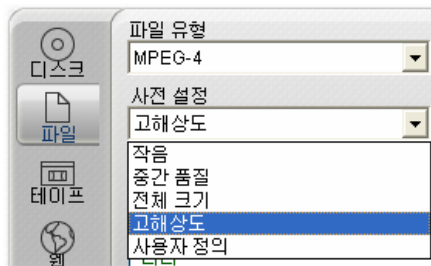 파일 유형
디스크
MPEG-4
사전 설정
파일
고해상도
작음
중간 품질
테이프
전체 크기
고해상도
사용자 정의
웹